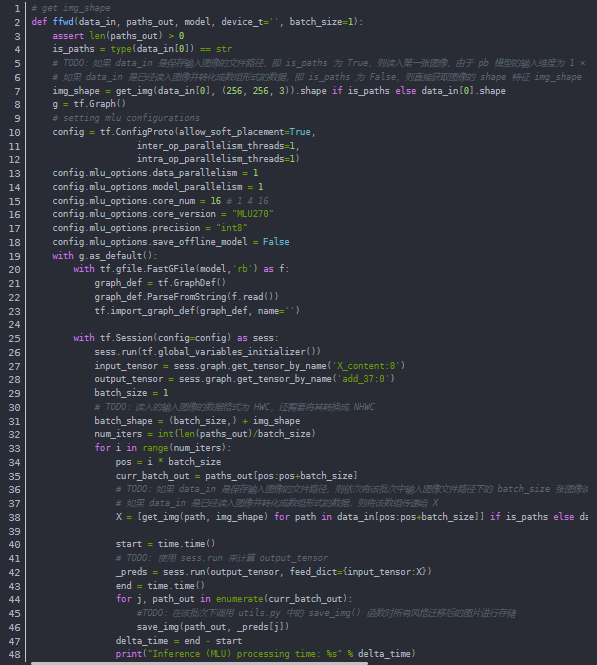 1 # get img_shape
2 def ffwd(data_in, paths_out, model, device_t='', batch_size=1):
3     assert len(paths_out) > 0
4     is_paths = type(data_in[0]) == str
5     # TODO：如果 data_in 是保存输入图像的文件路径，即 is_paths 为 True，则读入第一张图像，由于 pb 模型的输入维度为 1 ×
6     # 如果 data_in 是已经读入图像并转化成数组形式的数据，即 is_paths 为 False，则直接获取图像的 shape 特征 img_shape
7     img_shape = get_img(data_in[0], (256, 256, 3)).shape if is_paths else data_in[0].shape
8     g = tf.Graph()
9     # setting mlu configurations
10     config = tf.ConfigProto(allow_soft_placement=True,
11                     inter_op_parallelism_threads=1,
12                     intra_op_parallelism_threads=1)
13     config.mlu_options.data_parallelism = 1
14     config.mlu_options.model_parallelism = 1
15     config.mlu_options.core_num = 16 # 1 4 16
16     config.mlu_options.core_version = "MLU270"
17     config.mlu_options.precision = "int8"
18     config.mlu_options.save_offline_model = False
19     with g.as_default():
20         with tf.gfile.FastGFile(model,'rb') as f:
21             graph_def = tf.GraphDef()
22             graph_def.ParseFromString(f.read())
23             tf.import_graph_def(graph_def, name='')
24
25         with tf.Session(config=config) as sess:
26             sess.run(tf.global_variables_initializer())
27             input_tensor = sess.graph.get_tensor_by_name('X_content:0')
28             output_tensor = sess.graph.get_tensor_by_name('add_37:0')
29             batch_size = 1
30             # TODO：读入的输入图像的数据格式为 HWC，还需要将其转换成 NHWC
31             batch_shape = (batch_size,) + img_shape
32             num_iters = int(len(paths_out)/batch_size)
33             for i in range(num_iters):
34                 pos = i * batch_size
35                 curr_batch_out = paths_out[pos:pos+batch_size]
36                 # TODO：如果 data_in 是保存输入图像的文件路径，则依次将该批次中输入图像文件路径下的 batch_size 张图像
37                 # 如果 data_in 是已经读入图像并转化成数组形式的数据，则将该数组传递给 X
38                 X = [get_img(path, img_shape) for path in data_in[pos:pos+batch_size]] if is_paths else da
39
40                 start = time.time()
41                 # TODO: 使用 sess.run 来计算 output_tensor
42                 _preds = sess.run(output_tensor, feed_dict={input_tensor:X})
43                 end = time.time()
44                 for j, path_out in enumerate(curr_batch_out):
45                     #TODO：在该批次下调用 utils.py 中的 save_img() 函数对所有风格迁移后的图片进行存储
46                     save_img(path_out, _preds[j])
47                 delta_time = end - start
48                 print("Inference (MLU) processing time: %s" % delta_time)